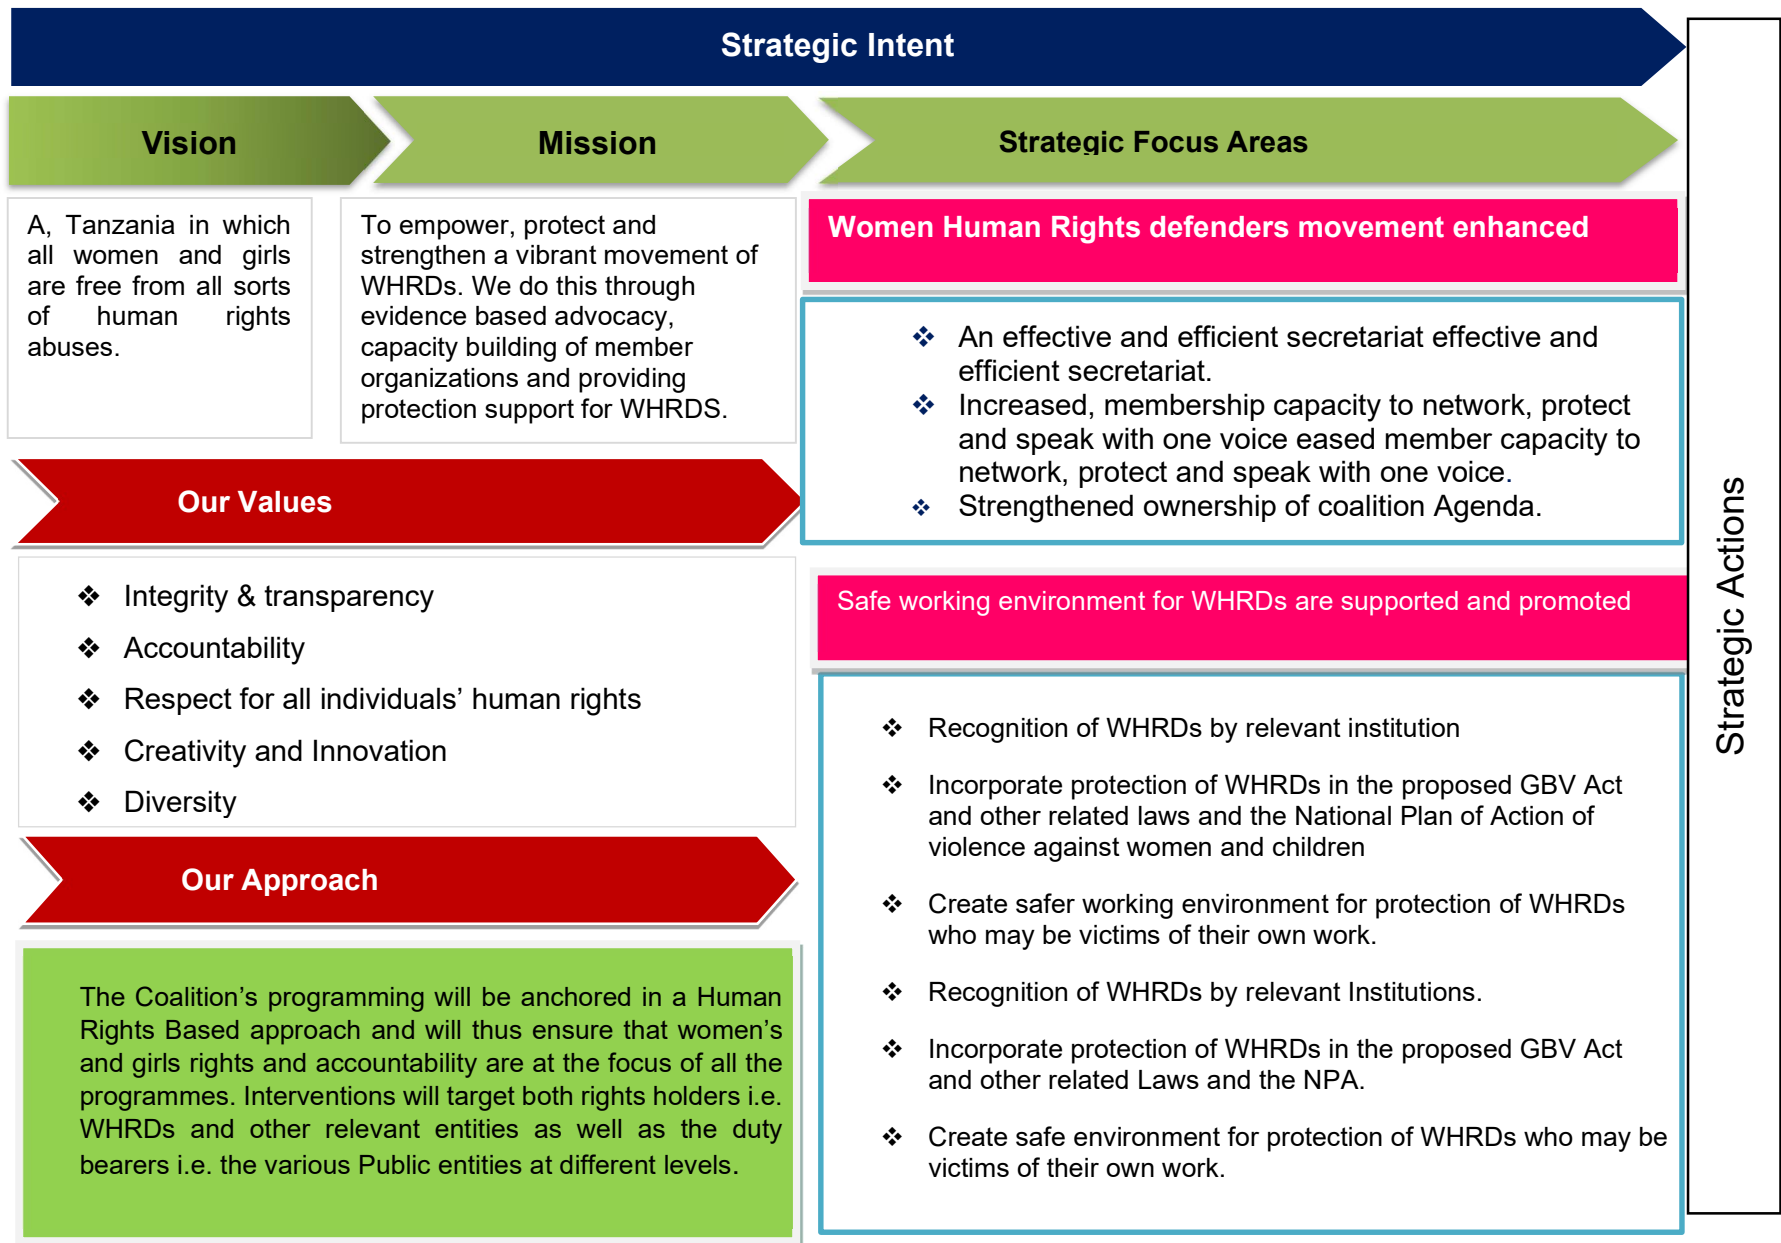 Strategic Intent
Vision
Mission
Strategic Focus Areas
A, Tanzania in which
all women and girls
are free from all sorts
of human rights
abuses.
To empower, protect and
strengthen a vibrant movement of
WHRDs. We do this through
evidence based advocacy,
capacity building of member
organizations and providing
protection support for WHRDS.
Our Values
❖ Integrity & transparency
❖ Accountability
❖ Respect for all individuals’ human rights
❖ Creativity and Innovation
❖ Diversity
Our Approach
The Coalition’s programming will be anchored in a Human
Rights Based approach and will thus ensure that women’s
and girls rights and accountability are at the focus of all the
programmes. Interventions will target both rights holders i.e.
WHRDs and other relevant entities as well as the duty
bearers i.e. the various Public entities at different levels.
Women Human Rights defenders movement enhanced
❖ An effective and efficient secretariat effective and
efficient secretariat.
❖ Increased, membership capacity to network, protect
and speak with one voice eased member capacity to
network, protect and speak with one voice.
❖ Strengthened ownership of coalition Agenda.
Safe working environment for WHRDs are supported and promoted
❖ Recognition of WHRDs by relevant institution
❖ Incorporate protection of WHRDs in the proposed GBV Act
and other related laws and the National Plan of Action of
violence against women and children
❖ Create safer working environment for protection of WHRDs
who may be victims of their own work.
❖ Recognition of WHRDs by relevant Institutions.
❖ Incorporate protection of WHRDs in the proposed GBV Act
and other related Laws and the NPA.
❖ Create safe environment for protection of WHRDs who may be
victims of their own work.
Strategic Actions